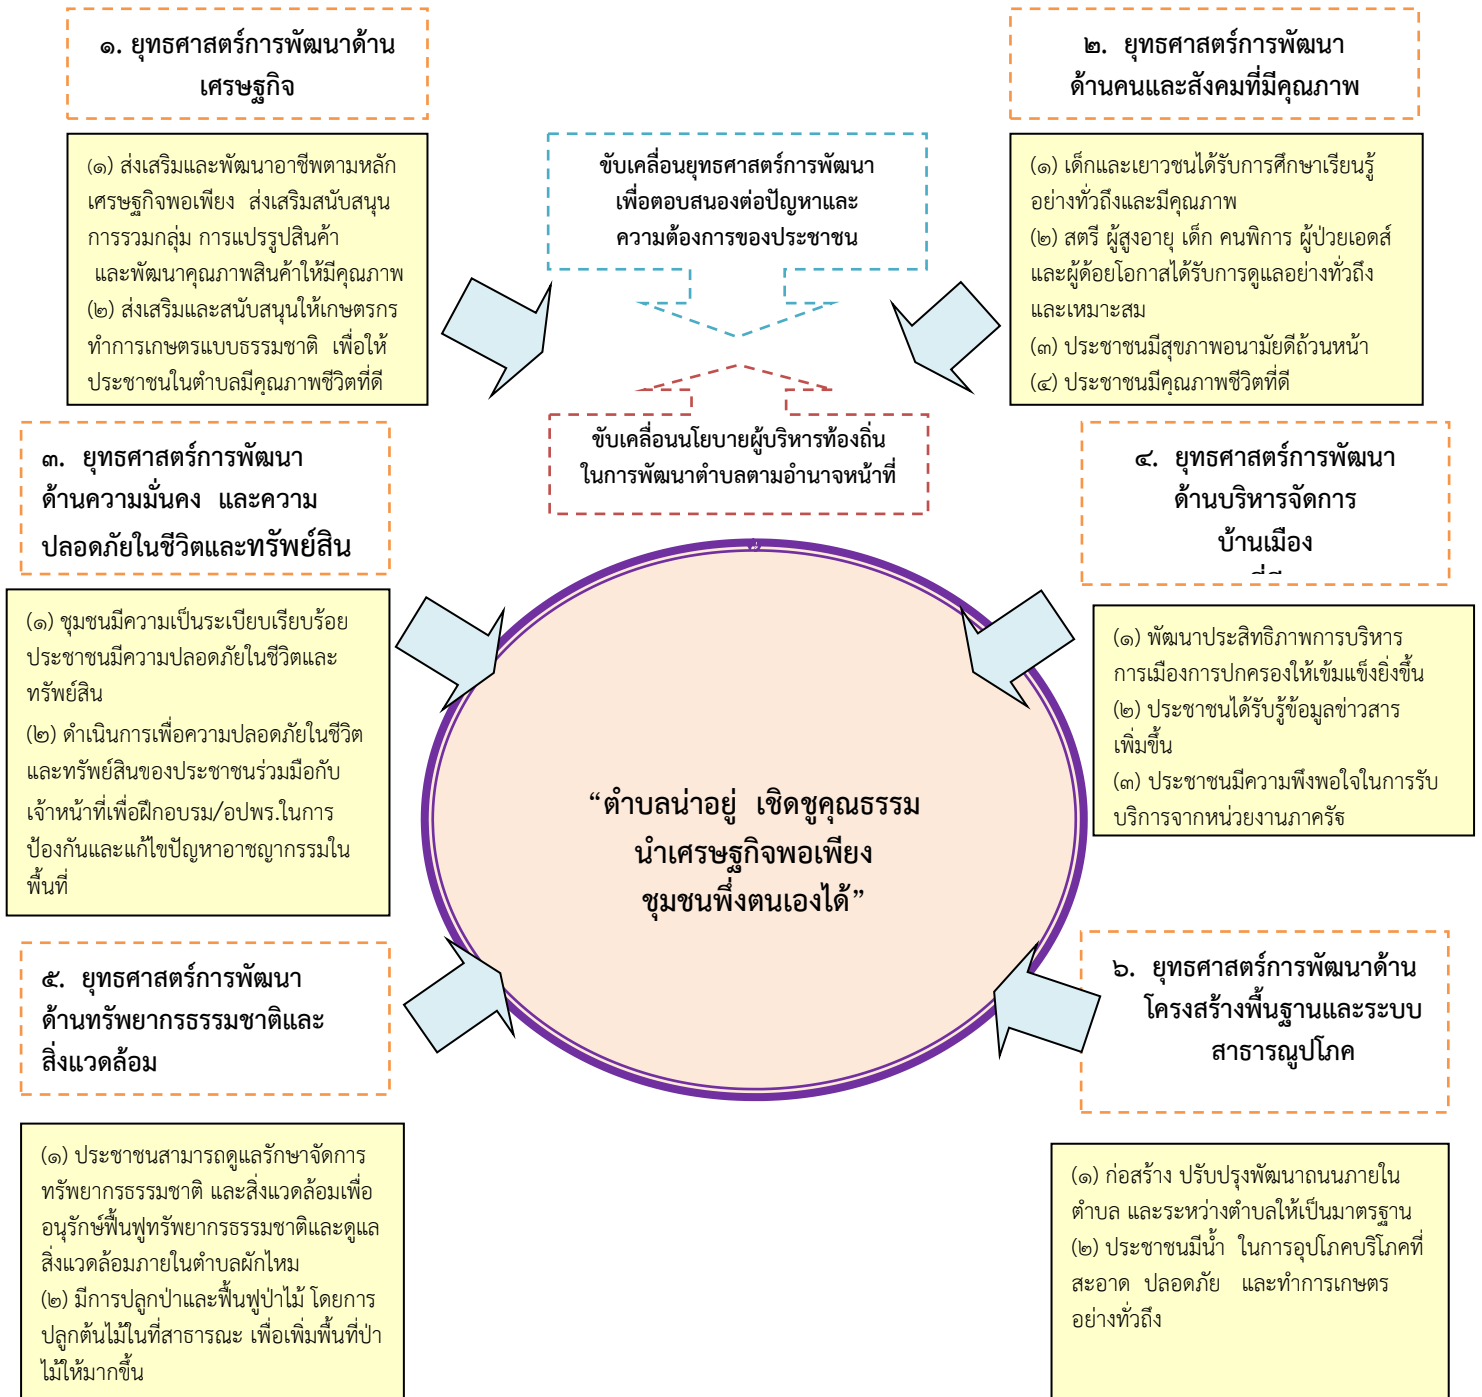 ๑. ยุทธศาสตร์การพัฒนาด้าน
เศรษฐกิจ
(๑) ส่งเสริมและพัฒนาอาชีพตามหลัก
เศรษฐกิจพอเพียง ส่งเสริมสนับสนุน
การรวมกลุ่ม การแปรรูปสินค้า
และพัฒนาคุณภาพสินค้าให้มีคุณภาพ
(๒) ส่งเสริมและสนับสนุนให้เกษตรกร
ทำการเกษตรแบบธรรมชาติ เพื่อให้
ประชาชนในตำบลมีคุณภาพชีวิตที่ดี
ขับเคลื่อนยุทธศาสตร์การพัฒนา
เพื่อตอบสนองต่อปัญหาและ
ความต้องการของประชาชน
๒. ยุทธศาสตร์การพัฒนา
ด้านคนและสังคมที่มีคุณภาพ
(๑) เด็กและเยาวชนได้รับการศึกษาเรียนรู้
อย่างทั่วถึงและมีคุณภาพ
(๒) สตรี ผู้สูงอายุ เด็ก คนพิการ ผู้ป่วยเอดส์
และผู้ด้อยโอกาสได้รับการดูแลอย่างทั่วถึง
และเหมาะสม
(๓) ประชาชนมีสุขภาพอนามัยดีถ้วนหน้า
(๔) ประชาชนมีคุณภาพชีวิตที่ดี
ขับเคลื่อนนโยบายผู้บริหารท้องถิ่น
ในการพัฒนาตำบลตามอำนาจหน้าที่
๓. ยุทธศาสตร์การพัฒนา
ด้านความมั่นคง และความ
ปลอดภัยในชีวิตและทรัพย์สิน
(๑) ชุมชนมีความเป็นระเบียบเรียบร้อย
ประชาชนมีความปลอดภัยในชีวิตและ
ทรัพย์สิน
(๒) ดำเนินการเพื่อความปลอดภัยในชีวิต
และทรัพย์สินของประชาชนร่วมมือกับ
เจ้าหน้าที่เพื่อฝึกอบรม/อปพร.ในการ
ป้องกันและแก้ไขปัญหาอาชญากรรมใน
พื้นที่
๔. ยุทธศาสตร์การพัฒนา
ด้านบริหารจัดการ
บ้านเมือง
(๑) พัฒนาประสิทธิภาพการบริหาร
การเมืองการปกครองให้เข้มแข็งยิ่งขึ้น
(๒) ประชาชนได้รับรู้ข้อมูลข่าวสาร
เพิ่มขึ้น
(๓) ประชาชนมีความพึงพอใจในการรับ
บริการจากหน่วยงานภาครัฐ
“ตำบลน่าอยู่ เชิดชูคุณธรรม
นำเศรษฐกิจพอเพียง
ชุมชนพึ่งตนเองได้”
๕. ยุทธศาสตร์การพัฒนา
ด้านทรัพยากรธรรมชาติและ
สิ่งแวดล้อม
(๑) ประชาชนสามารถดูแลรักษาจัดการ
ทรัพยากรธรรมชาติ และสิ่งแวดล้อมเพื่อ
อนุรักษ์ฟื้นฟูทรัพยากรธรรมชาติและดูแล
สิ่งแวดล้อมภายในตำบลผักไหม
(๒) มีการปลูกป่าและฟื้นฟูป่าไม้ โดยการ
ปลูกต้นไม้ในที่สาธารณะ เพื่อเพิ่มพื้นที่ป่า
ไม้ให้มากขึ้น
๖. ยุทธศาสตร์การพัฒนาด้าน
โครงสร้างพื้นฐานและระบบ
สาธารณูปโภค
(๑) ก่อสร้าง ปรับปรุงพัฒนาถนนภายใน
ตำบล และระหว่างตำบลให้เป็นมาตรฐาน
(๒) ประชาชนมีน้ำ ในการอุปโภคบริโภคที่
สะอาด ปลอดภัย และทำการเกษตร
อย่างทั่วถึง